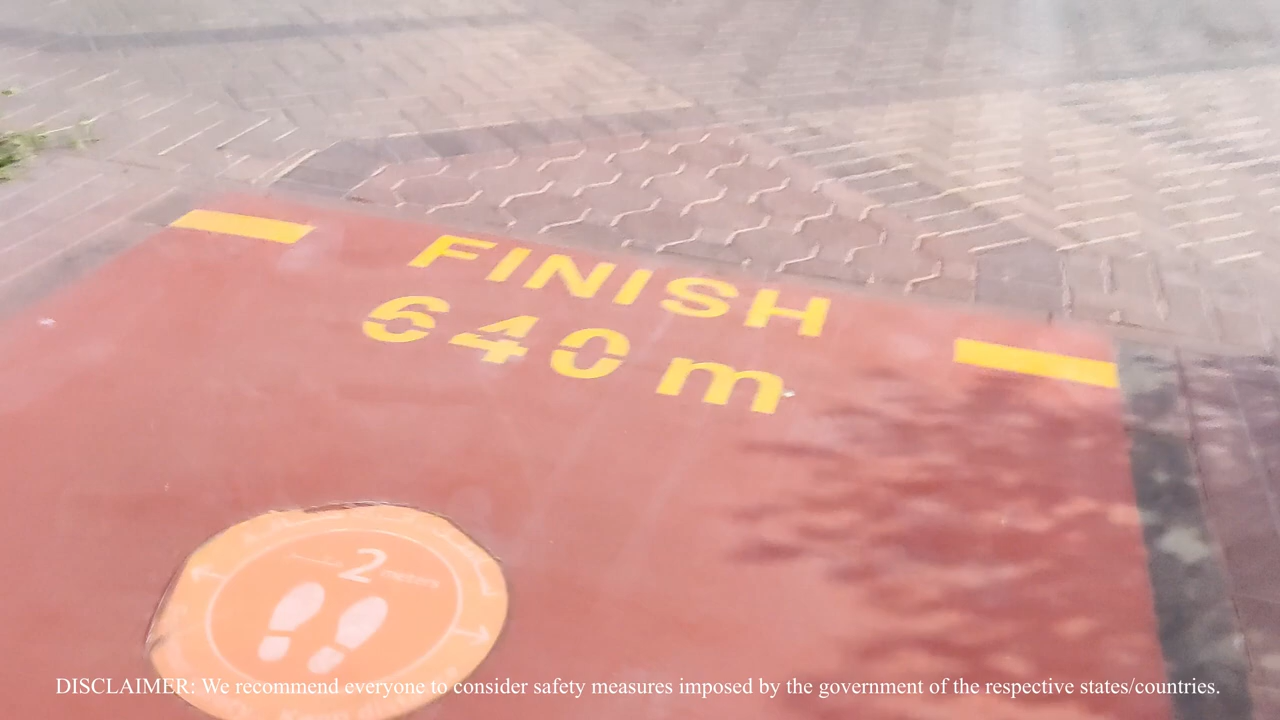 FINISH
640 m
2
meters
DISCLAIMER: We recommend everyone to consider safety measures imposed by the government of the respective states/countries.